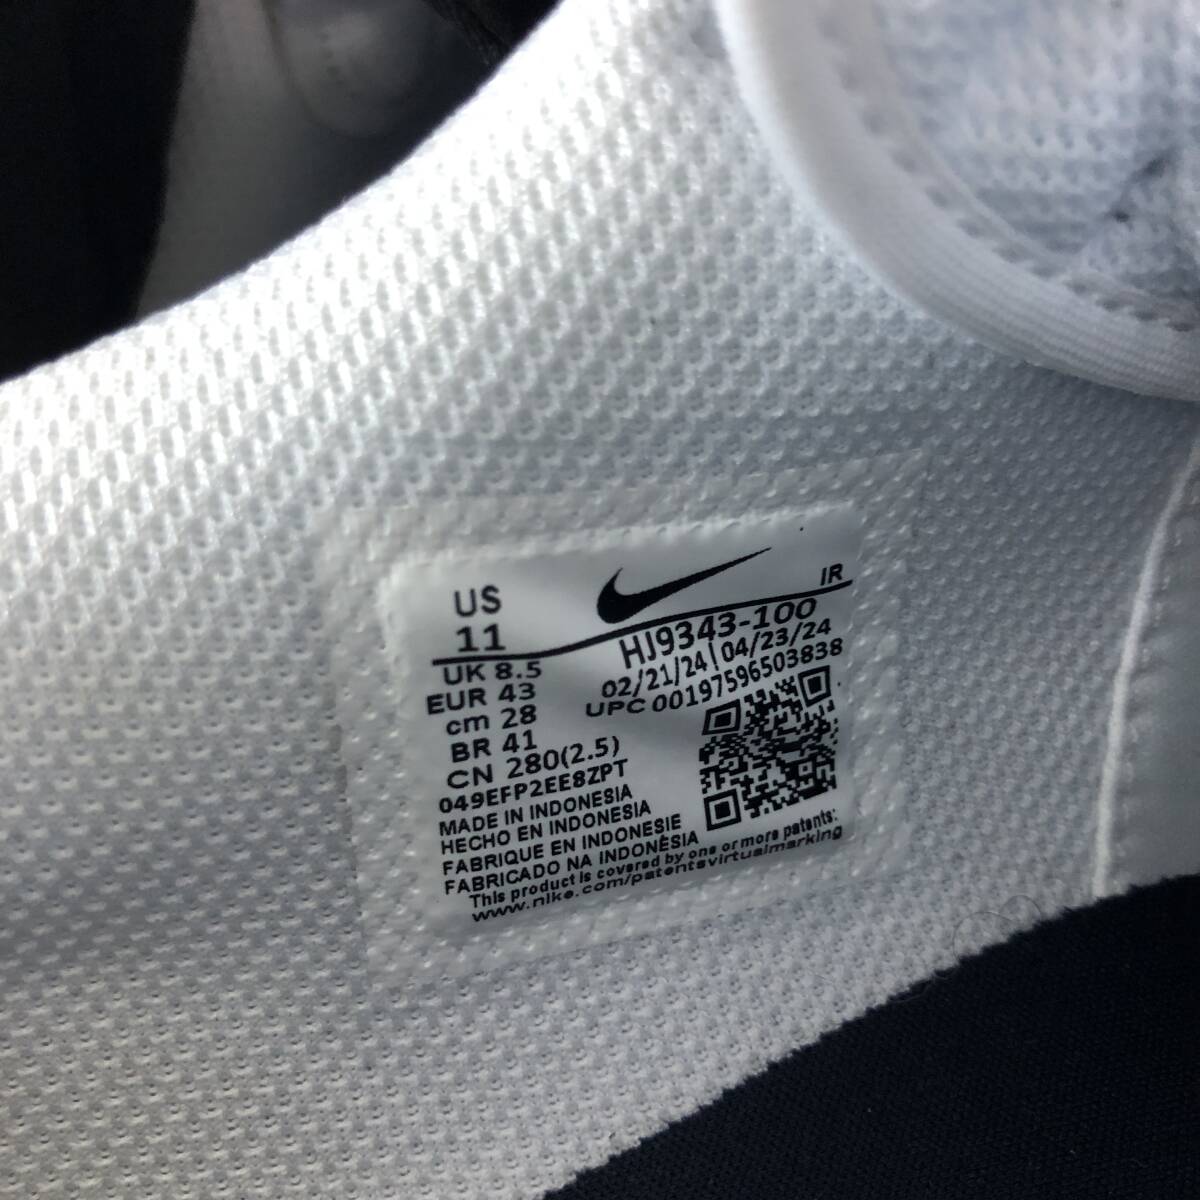 US
11
UK 8.5
EUR 43
cm 28
BR 41
CN 280(2.5)
049EFP2EE8ZPT
MADE IN INDONESIA
HECHO EN INDONESIA
FABRIQUE EN INDONESIE
FABRICADO NA INDONÉSIA
This product is covered by one or more patents:
www.nike.com/patentsvirtualmarking
IR
HJ9343-100
02/21/24|04/23/24
UPC 00197596503838